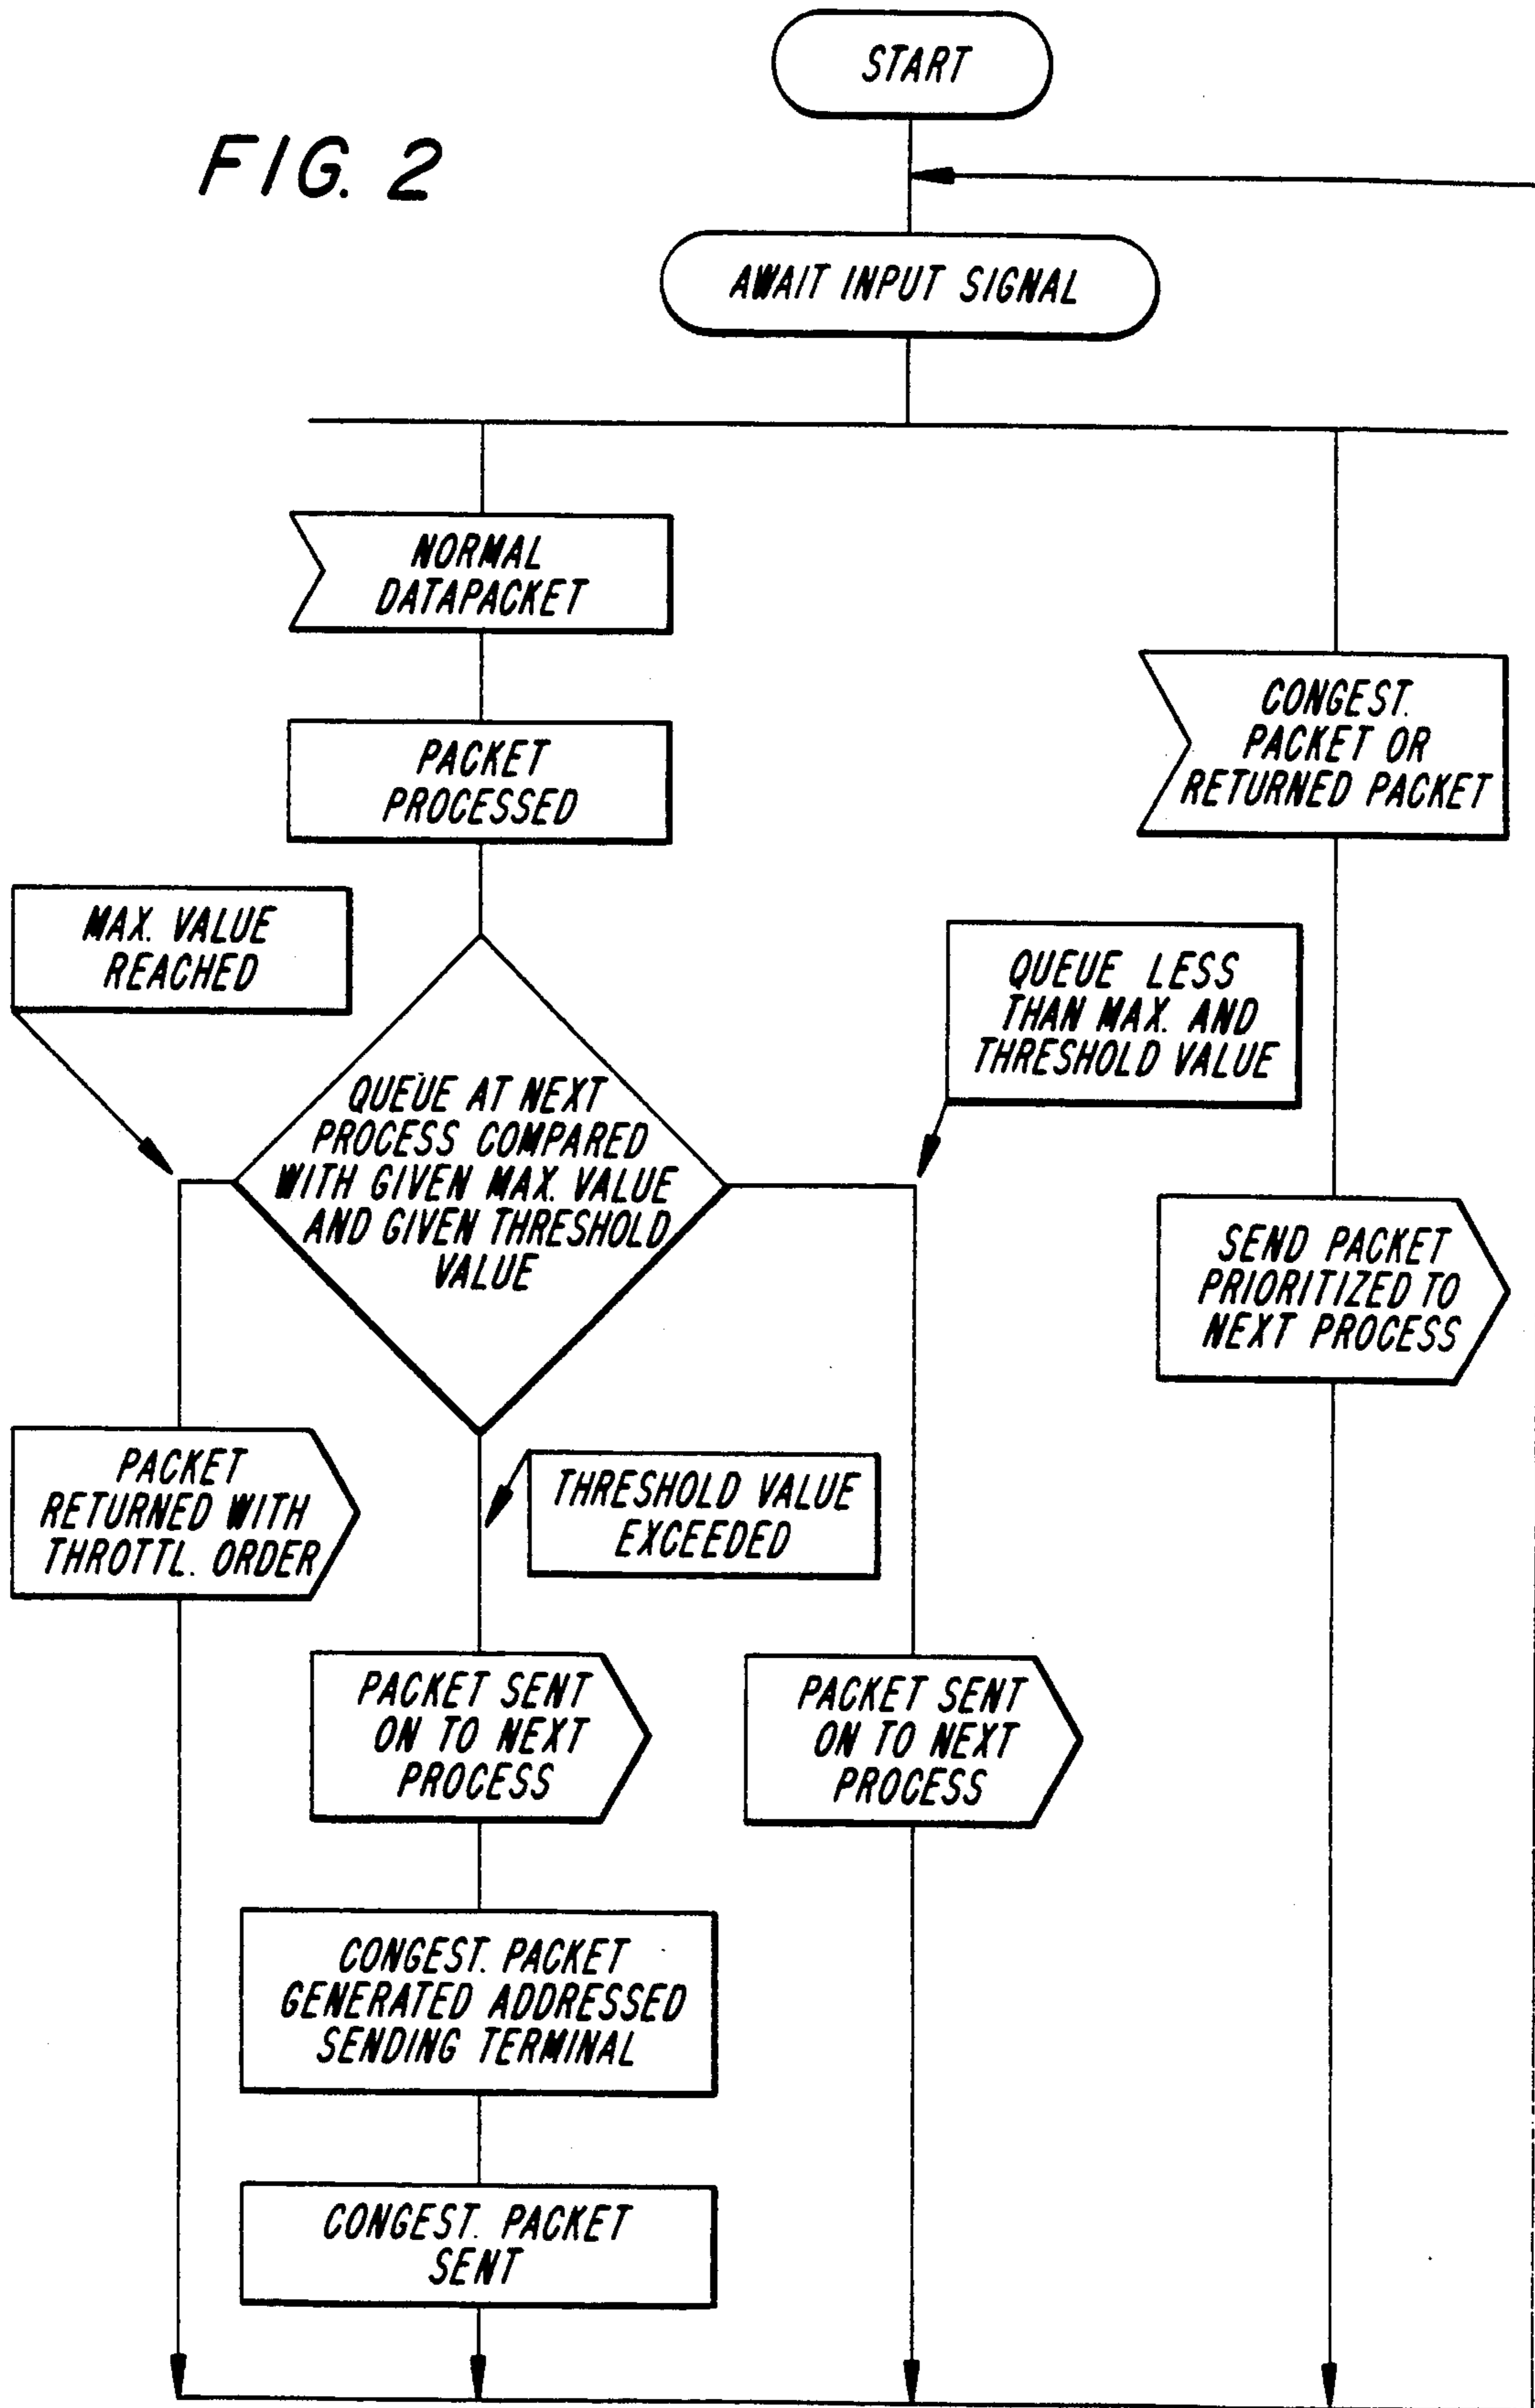 START
FIG. 2
AWAIT INPUT SIGNAL
NORMAL
DATAPACKET
CONGEST.
PACKET OR
RETURNED PACKET
PACKET
PROCESSED
MAX. VALUE
REACHED
QUEUE LESS
THAN MAX. AND
THRESHOLD VALUE
QUEUE AT NEXT
PROCESS COMPARED
WITH GIVEN MAX. VALUE
AND GIVEN THRESHOLD
VALUE
SEND PACKET
PRIORITIZED TO
NEXT PROCESS
PACKET
RETURNED WITH
THROTTL. ORDER
THRESHOLD VALUE
EXCEEDED
PACKET SENT
ON TO NEXT
PROCESS
PACKET SENT
ON TO NEXT
PROCESS
CONGEST. PACKET
GENERATED ADDRESSED
SENDING TERMINAL
CONGEST. PACKET
SENT